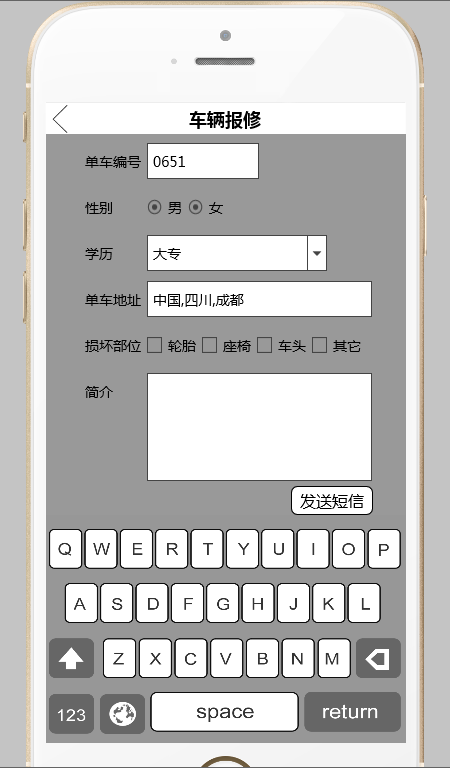 车辆报修
单车编号 0651
性别 男 女
学历 大专
单车地址 中国,四川,成都
损坏部位 轮胎 座椅 车头 其它
简介
发送短信
Q W E R T Y U I O P
A S D F G H J K L
Z X C V B N M
123 space return